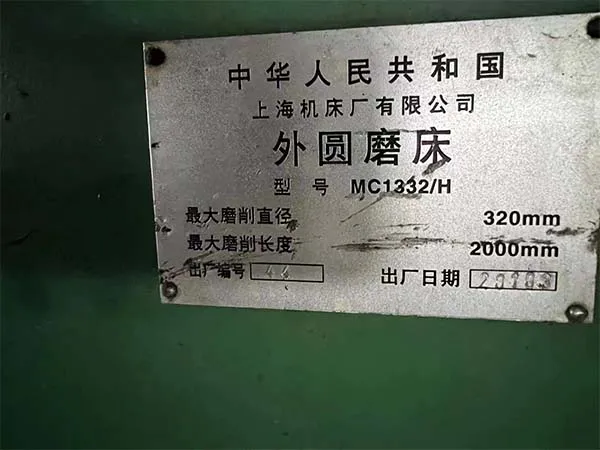 中华人民共和国
上海机床厂有限公司
外圆磨床
型号 MC1332/H
最大磨削直径 320mm
最大磨削长度 2000mm
出厂编号 44 出厂日期